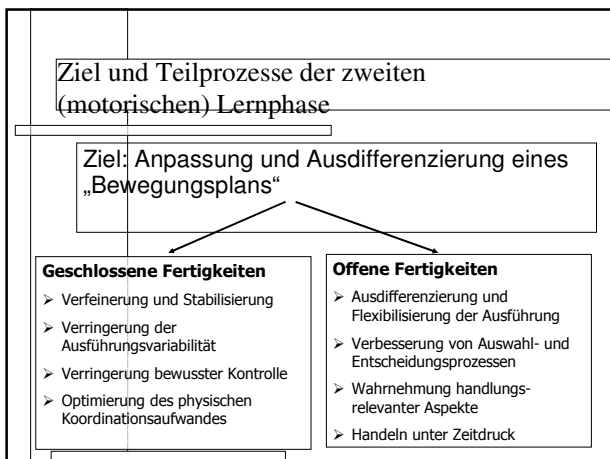 Ziel und Teilprozesse der zweiten
(motorischen) Lernphase
Ziel: Anpassung und Ausdifferenzierung eines
„Bewegungsplans“
Geschlossene Fertigkeiten
➢ Verfeinerung und Stabilisierung
➢ Verringerung der
Ausführungsvariabilität
➢ Verringerung bewusster Kontrolle
➢ Optimierung des physischen
Koordinationsaufwandes
Offene Fertigkeiten
➢ Ausdifferenzierung und
Flexibilisierung der Ausführung
➢ Verbesserung von Auswahl- und
Entscheidungsprozessen
➢ Wahrnehmung handlungs-
relevanter Aspekte
➢ Handeln unter Zeitdruck